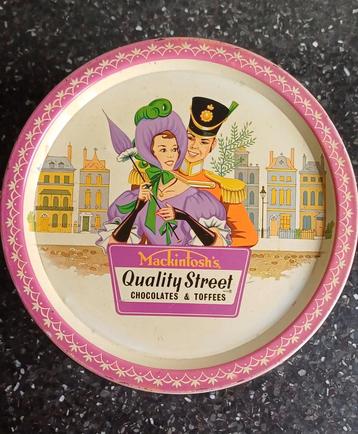 Mackintosh's
Quality Street
CHOCOLATES & TOFFEES